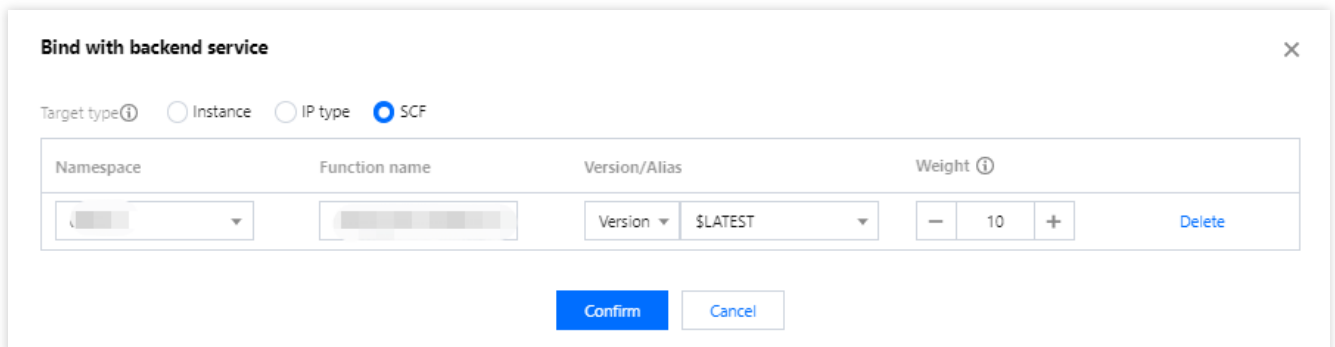 Bind with backend service
Target type Instance IP type SCF
Namespace Function name Version/Alias Weight
Version $LATEST 10 Delete
Confirm Cancel